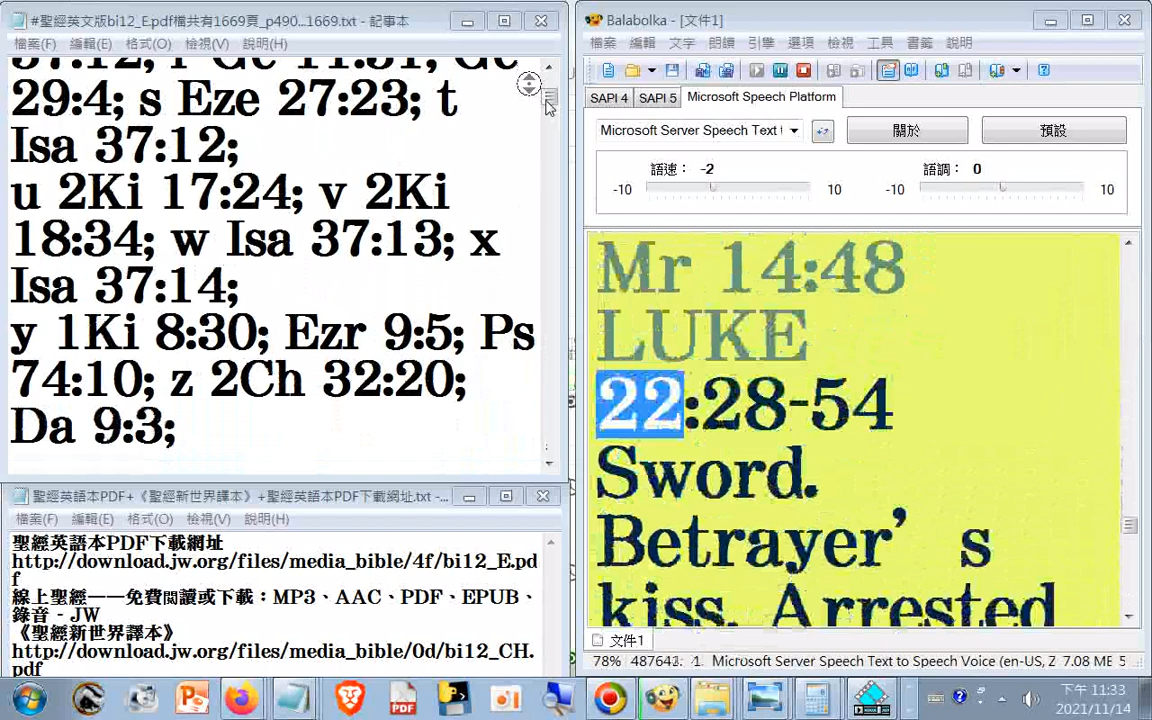 #聖經英文版bi12_E.pdf檔共有1669頁_p490...1669.txt - 記事本
檔案(F) 編輯(E) 格式(O) 檢視(V) 說明(H)
37:12; r Ge 11:31; Ge
29:4; s Eze 27:23; t
Isa 37:12;
u 2Ki 17:24; v 2Ki
18:34; w Isa 37:13; x
Isa 37:14;
y 1Ki 8:30; Ezr 9:5; Ps
74:10; z 2Ch 32:20;
Da 9:3;
聖經英語本PDF+《聖經新世界譯本》+聖經英語本PDF下載網址.txt -...
檔案(F) 編輯(E) 格式(O) 檢視(V) 說明(H)
聖經英語本PDF下載網址
http://download.jw.org/files/media_bible/4f/bi12_E.pd
f
線上聖經——免費閱讀或下載：MP3、AAC、PDF、EPUB、
錄音 - JW
《聖經新世界譯本》
http://download.jw.org/files/media_bible/0d/bi12_CH.
pdf
Balabolka - [文件1]
檔案 編輯 文字 朗讀 引擎 選項 檢視 工具 書籤 說明
SAPI 4 SAPI 5 Microsoft Speech Platform
Microsoft Server Speech Text 關於 預設
語速： -2 語調： 0
-10 10 -10 10
Mr 14:48
LUKE
22:28-54
Sword.
Betrayer’s
kiss. Arrested
文件1
78% Microsoft Server Speech Text to Speech Voice (en-US, Z 7.08 ME 5
下午 11:33
2021/11/14